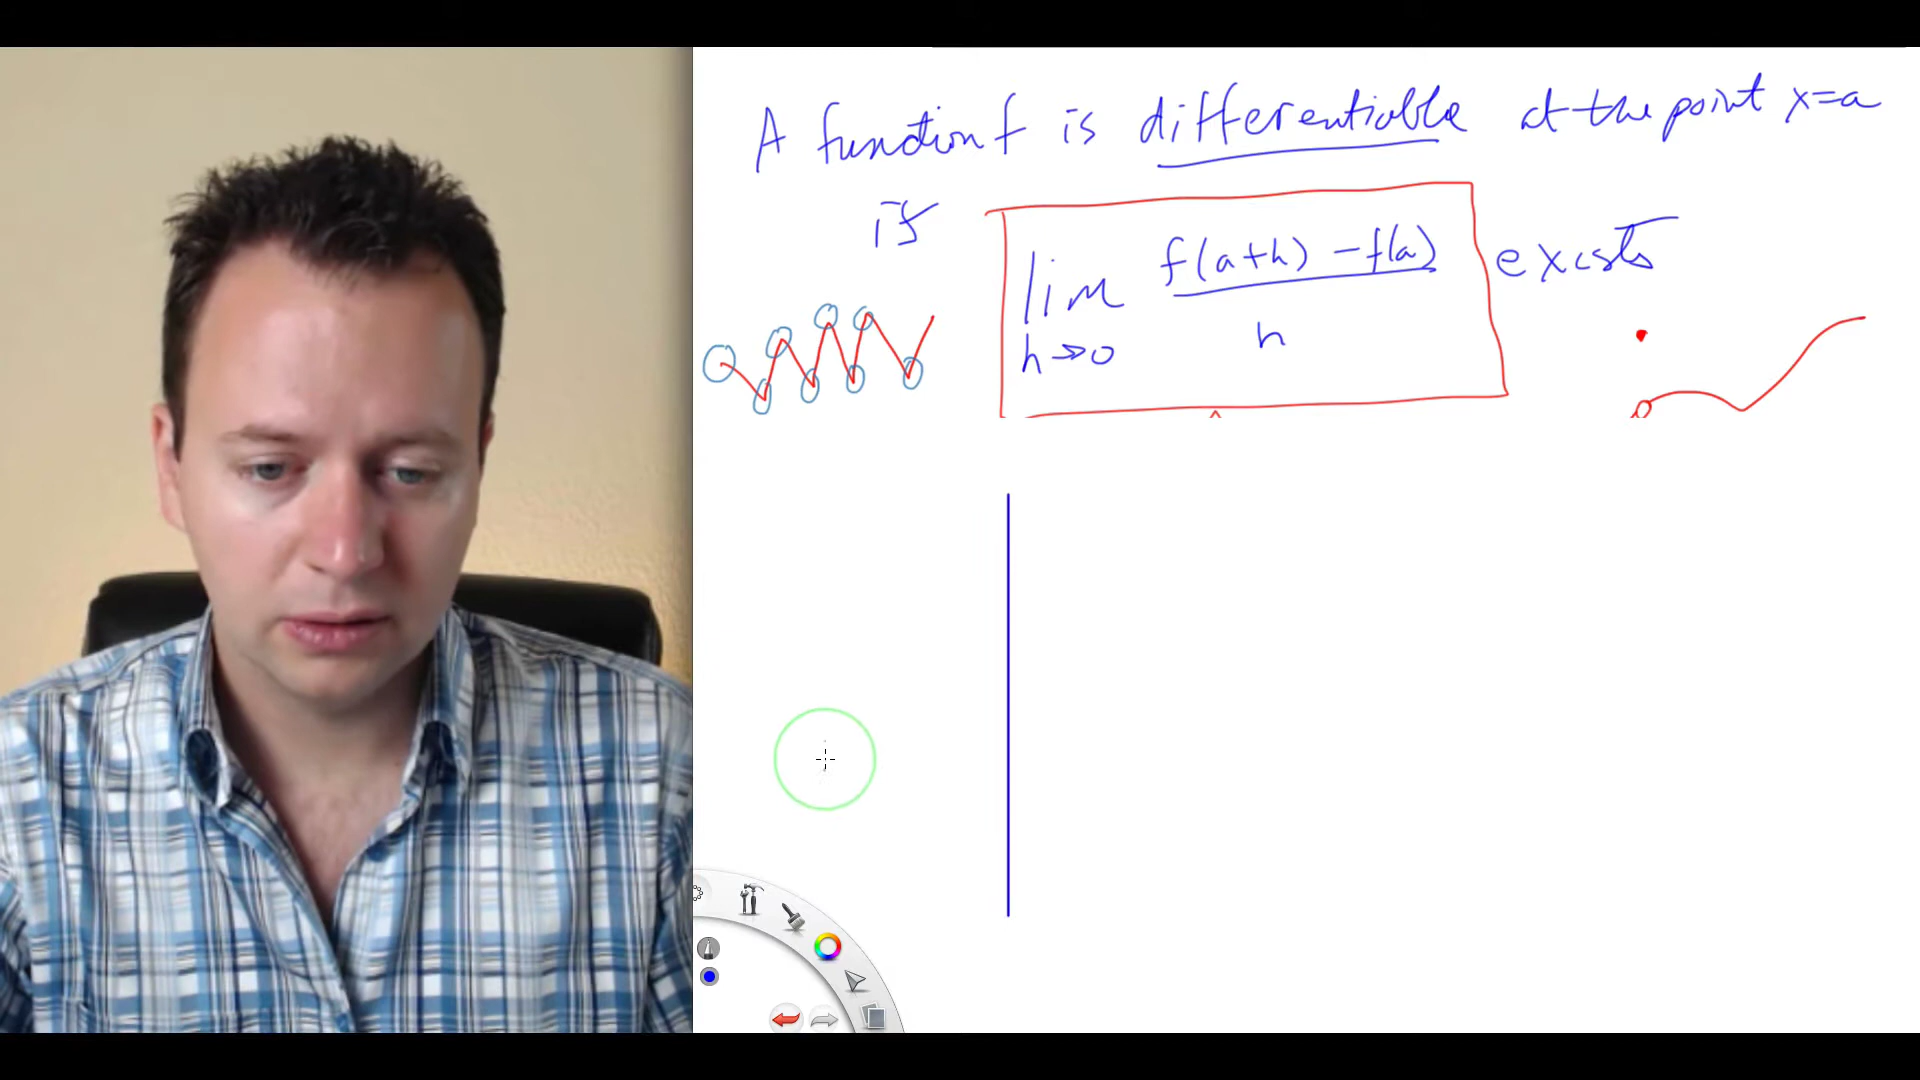 A function f is differentiable at the point x=a
if lim h→0 f(a+h) - f(a) / h exists